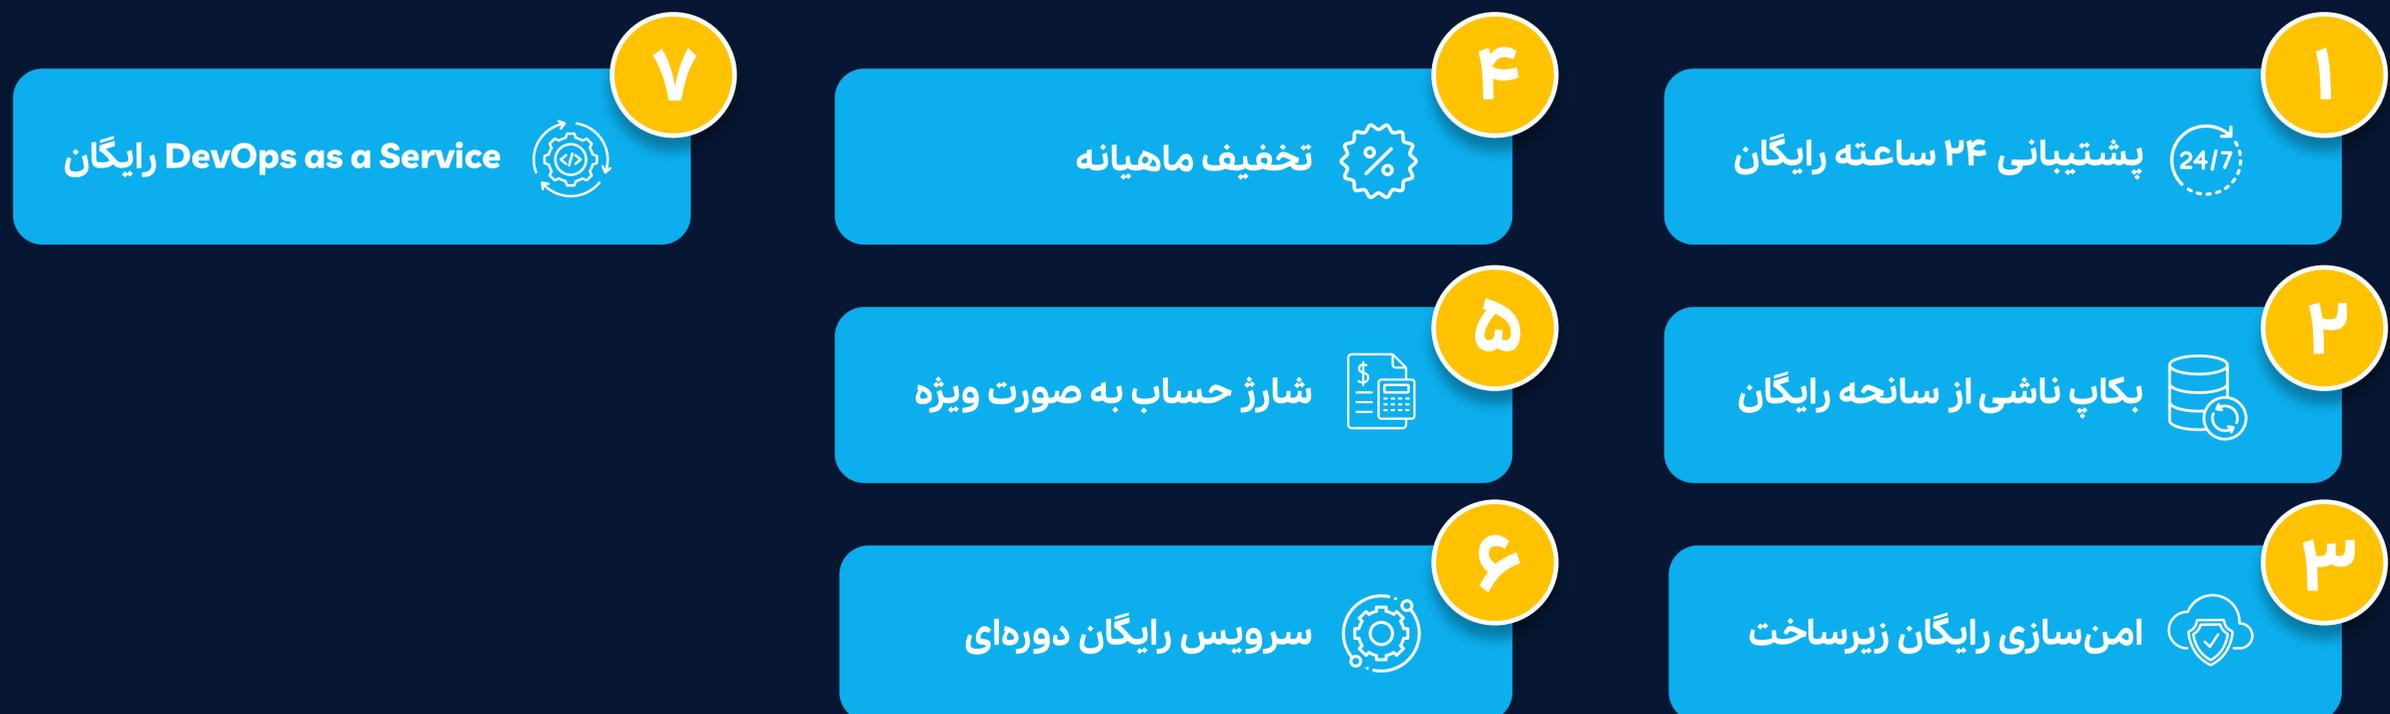 ۱
24/7
پشتیبانی ۲۴ ساعته رایگان
۲
بکاپ ناشی از سانحه رایگان
۳
امن‌سازی رایگان زیرساخت
۴
%
تخفیف ماهیانه
۵
$
شارژ حساب به صورت ویژه
۶
سرویس رایگان دوره‌ای
۷
</>
DevOps as a Service رایگان